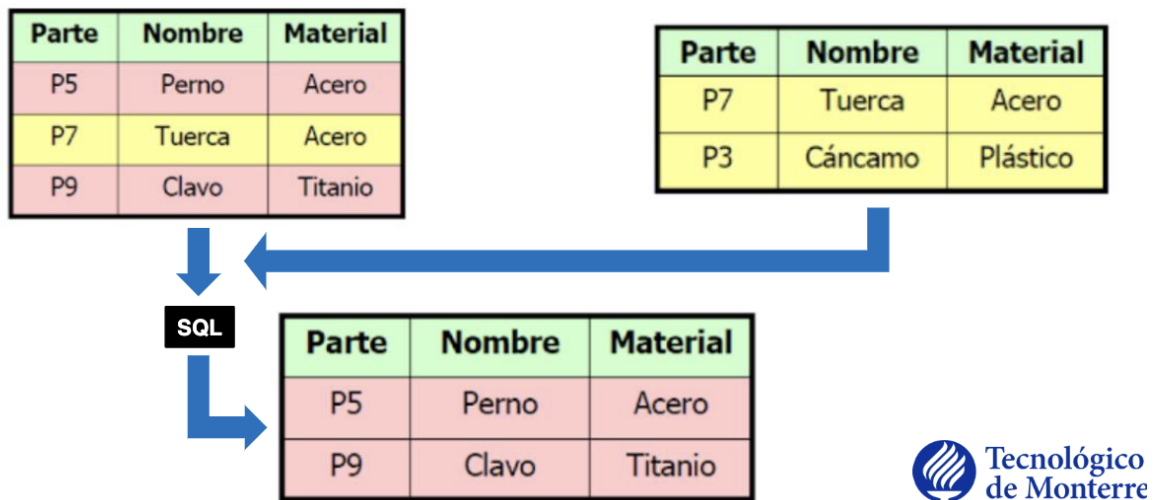 Parte Nombre Material
P5 Perno Acero
P7 Tuerca Acero
P9 Clavo Titanio
Parte Nombre Material
P7 Tuerca Acero
P3 Cáncamo Plástico
SQL
Parte Nombre Material
P5 Perno Acero
P9 Clavo Titanio
Tecnológico
de Monterre